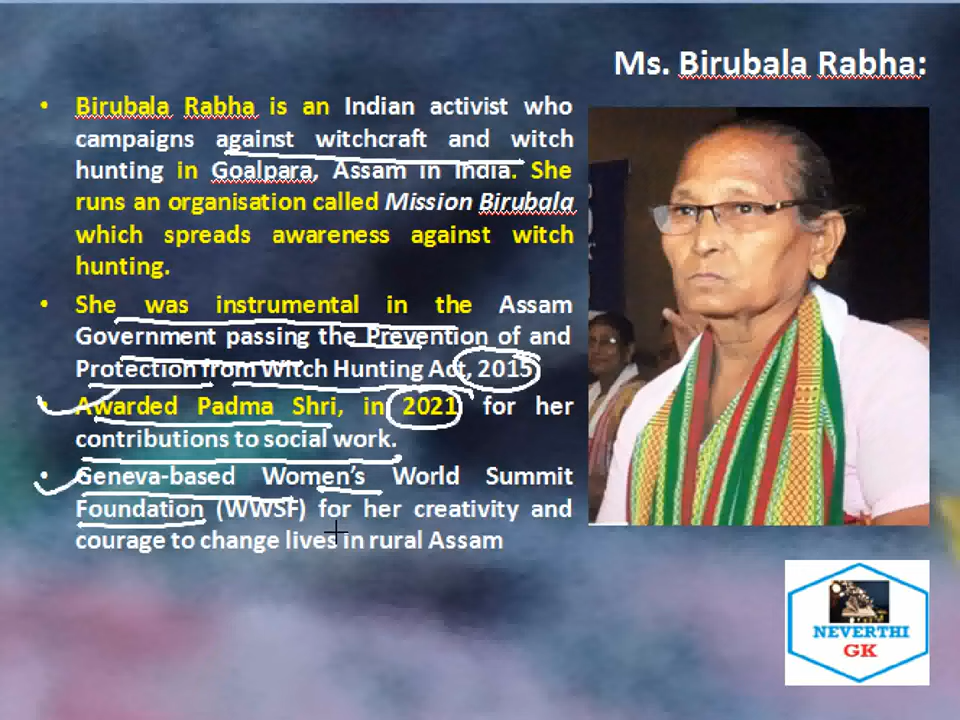 Ms. Birubala Rabha:
• Birubala Rabha is an Indian activist who
campaigns against witchcraft and witch
hunting in Goalpara, Assam in India. She
runs an organisation called Mission Birubala
which spreads awareness against witch
hunting.
• She was instrumental in the Assam
Government passing the Prevention of and
Protection from Witch Hunting Act, 2015
• Awarded Padma Shri, in 2021 for her
contributions to social work.
• Geneva-based Women's World Summit
Foundation (WWSF) for her creativity and
courage to change lives in rural Assam
NEVERTHI
GK